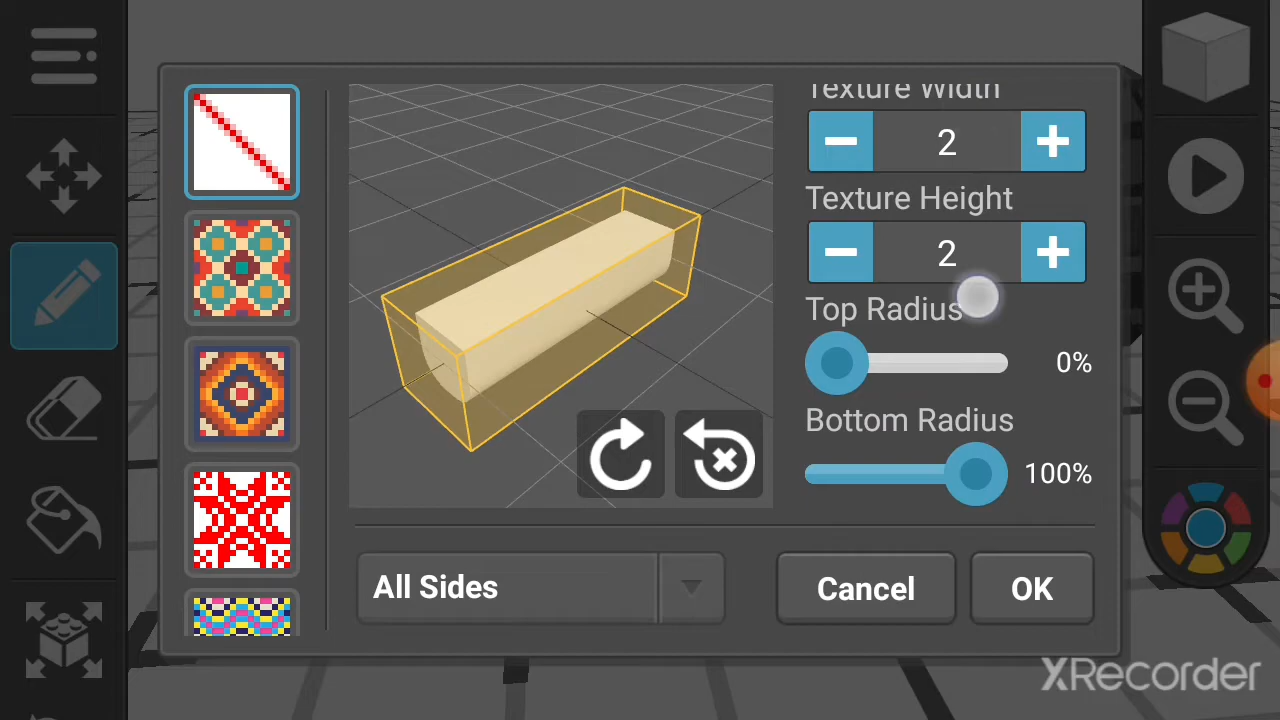 Texture Width
2
Texture Height
2
Top Radius
0%
Bottom Radius
100%
All Sides
Cancel
OK
XRecorder